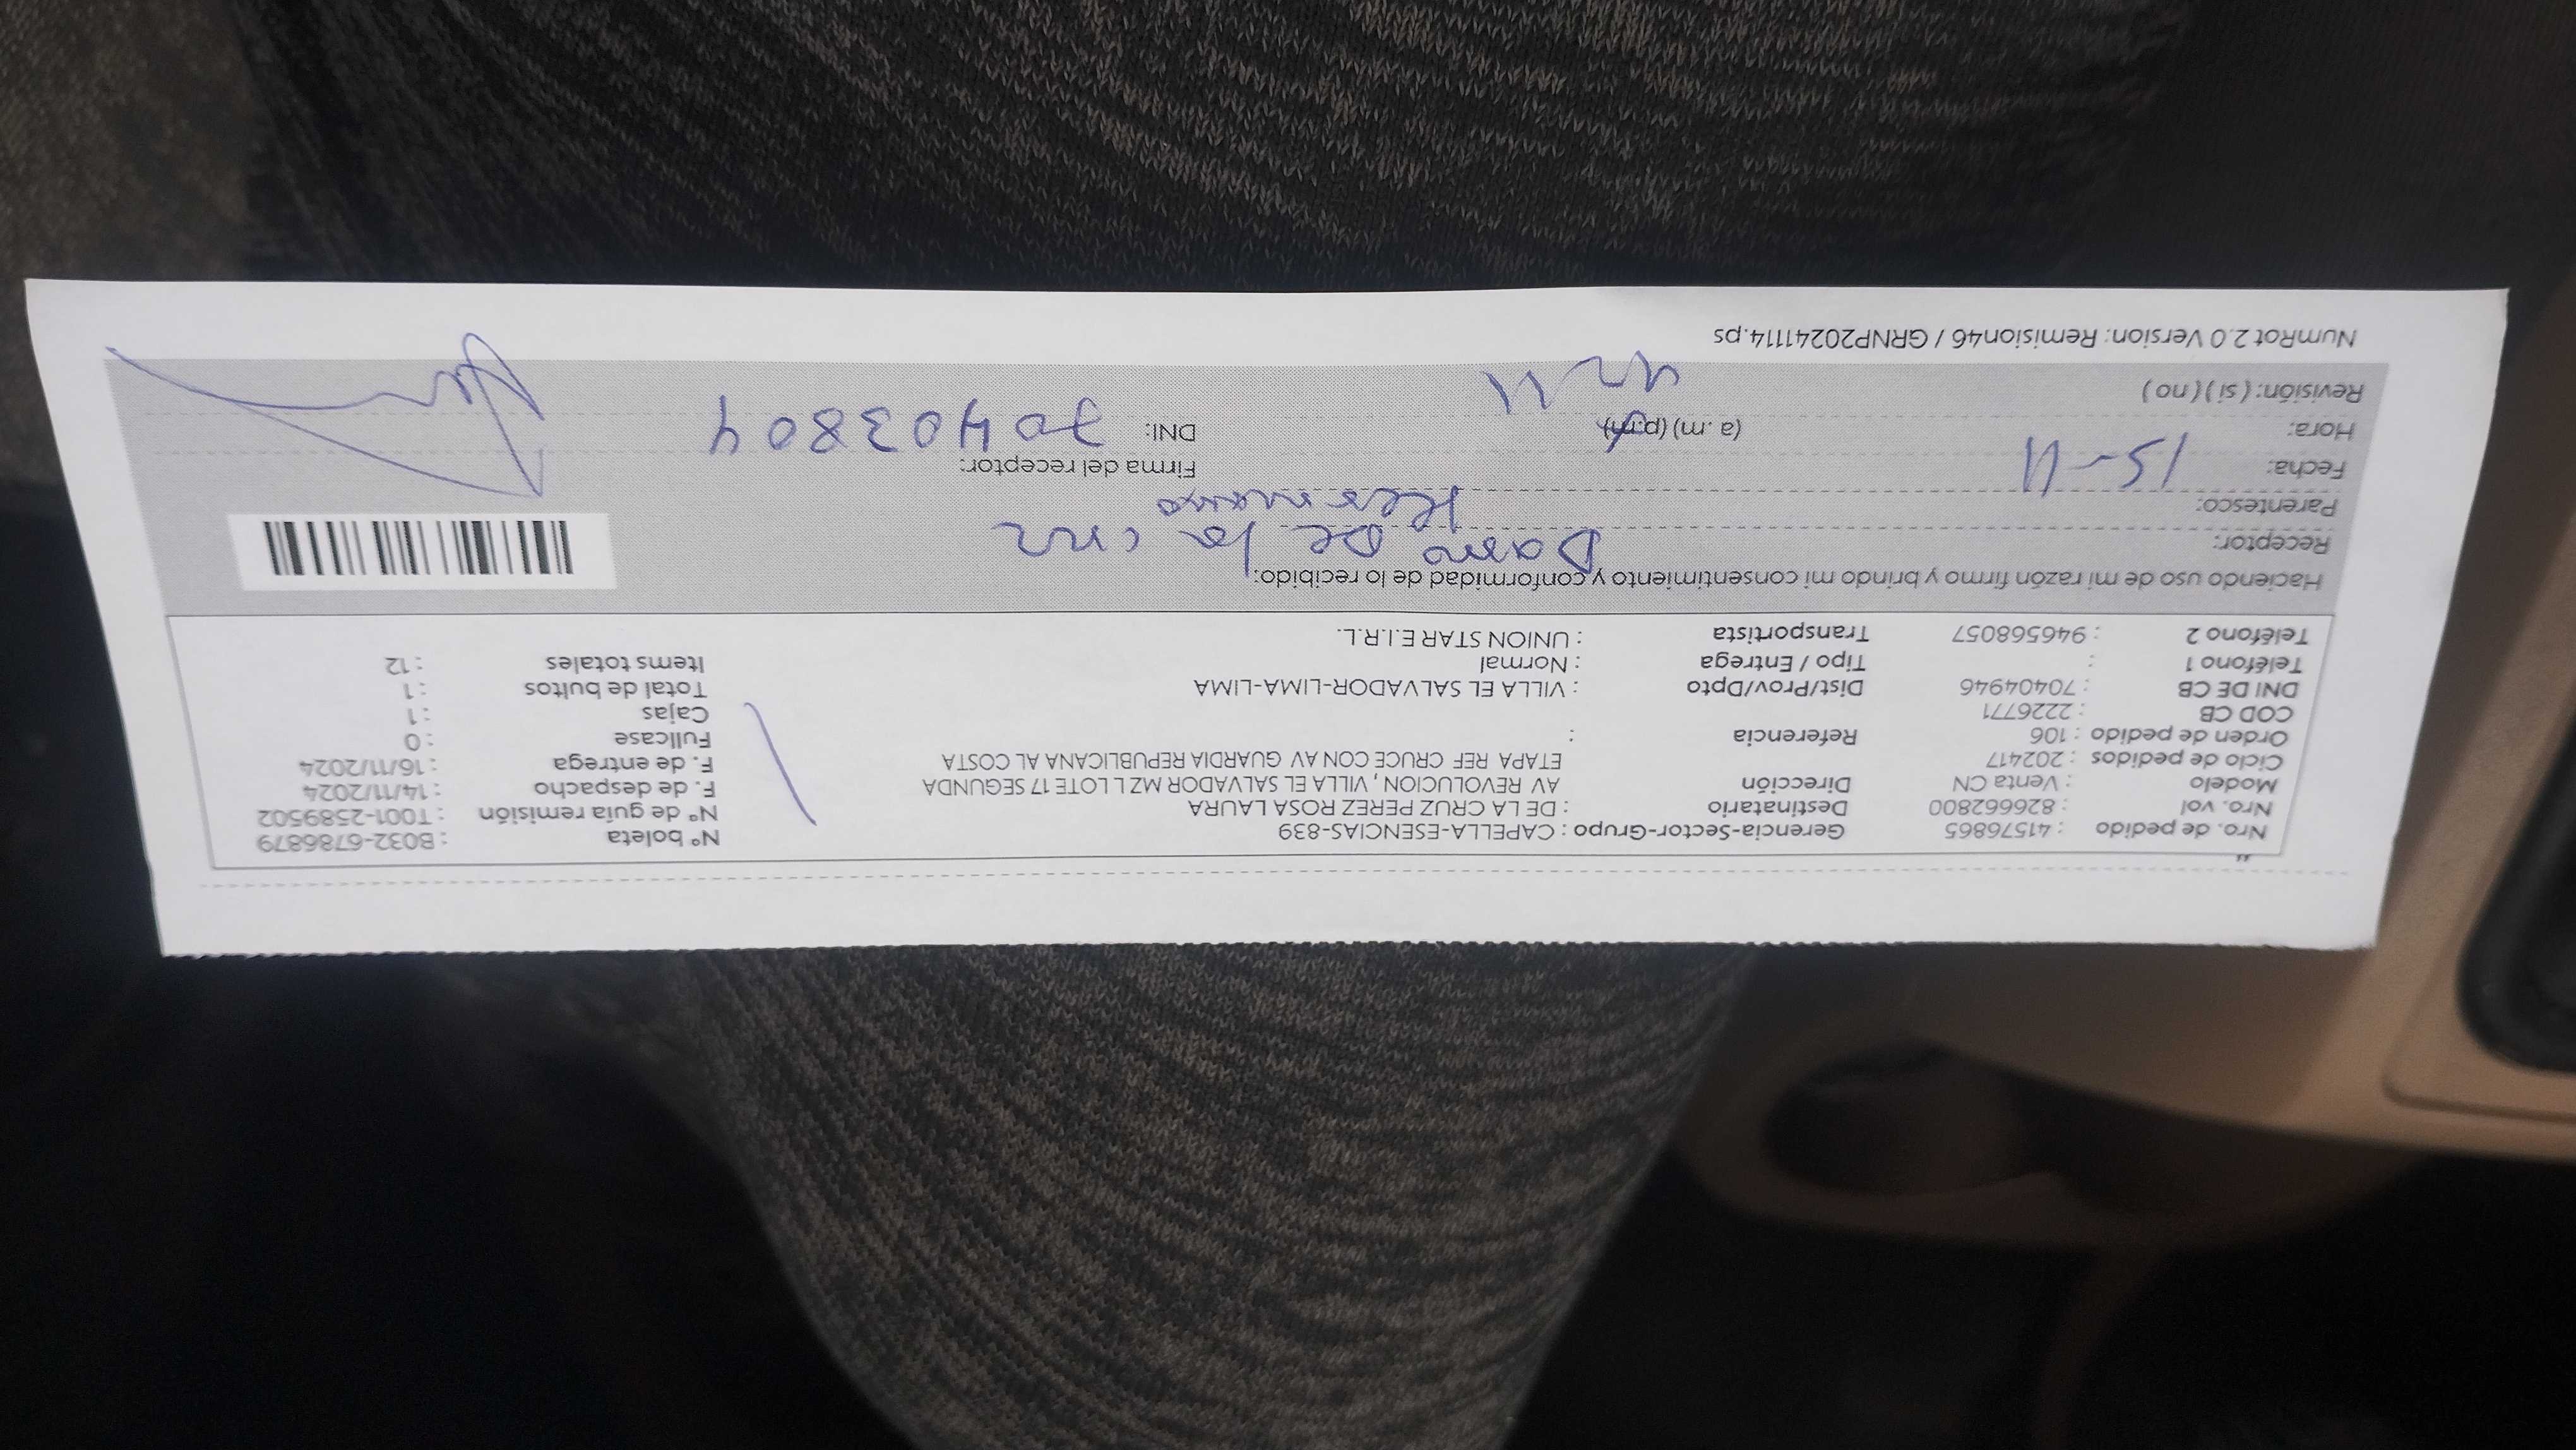 Nro. de pedido : 41576865 Gerencia-Sector-Grupo : CAPELLA-ESENCIAS-839 Nº boleta : B032-6786879
Nro. vol : 826662800 Destinatario : DE LA CRUZ PEREZ ROSA LAURA Nº de guía remisión : T001-2589502
Modelo : Venta CN Dirección AV REVOLUCION , VILLA EL SALVADOR MZ L LOTE 17 SEGUNDA F. de despacho : 14/11/2024
Ciclo de pedidos : 202417 ETAPA REF CRUCE CON AV GUARDIA REPUBLICANA AL COSTA F. de entrega : 16/11/2024
Orden de pedido : 106 Referencia : Fullcase : 0
COD CB : 2226771 Cajas : 1
DNI DE CB : 70404946 Dist/Prov/Dpto : VILLA EL SALVADOR-LIMA-LIMA Total de bultos : 1
Teléfono 1 : Tipo / Entrega : Normal Items totales : 12
Teléfono 2 : 946568057 Transportista : UNION STAR E.I.R.L.
Haciendo uso de mi razón firmo y brindo mi consentimiento y conformidad de lo recibido:
Receptor: De la cruz
Parentesco: Hermano
Fecha: 15-11 Firma del receptor:
Hora: (a .m) (p.m) DNI: 70403804
Revisión: ( si ) ( no )
NumRot 2.0 Version: Remision46 / GRNP20241114.ps